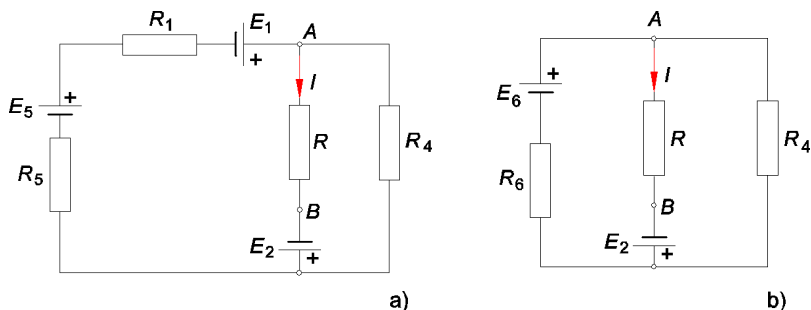 R1 E1 A
+
E5 + I
R5 R R4
B
E2 +
a)
A
E6 + I
R6 R R4
B
E2 +
b)